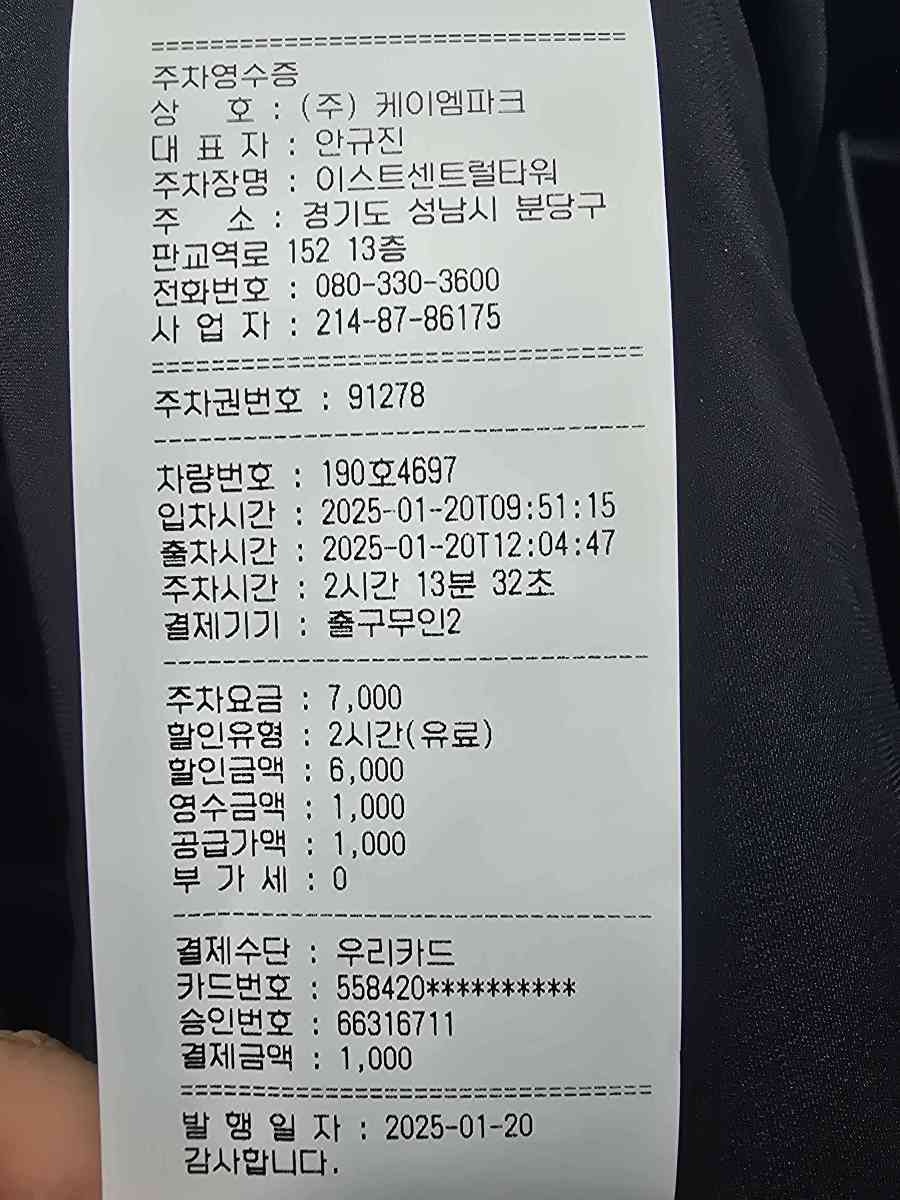 ================================
주차영수증
상    호 : (주) 케이엠파크
대 표 자 : 안규진
주차장명 : 이스트센트럴타워
주    소 : 경기도 성남시 분당구
판교역로 152 13층
전화번호 : 080-330-3600
사 업 자 : 214-87-86175
================================
주차권번호 : 91278
--------------------------------
차량번호 : 190호4697
입차시간 : 2025-01-20T09:51:15
출차시간 : 2025-01-20T12:04:47
주차시간 : 2시간 13분 32초
결제기기 : 출구무인2
--------------------------------
주차요금 : 7,000
할인유형 : 2시간(유료)
할인금액 : 6,000
영수금액 : 1,000
공급가액 : 1,000
부 가 세 : 0
--------------------------------
결제수단 : 우리카드
카드번호 : 558420**********
승인번호 : 66316711
결제금액 : 1,000
================================
발 행 일 자 : 2025-01-20
감사합니다.